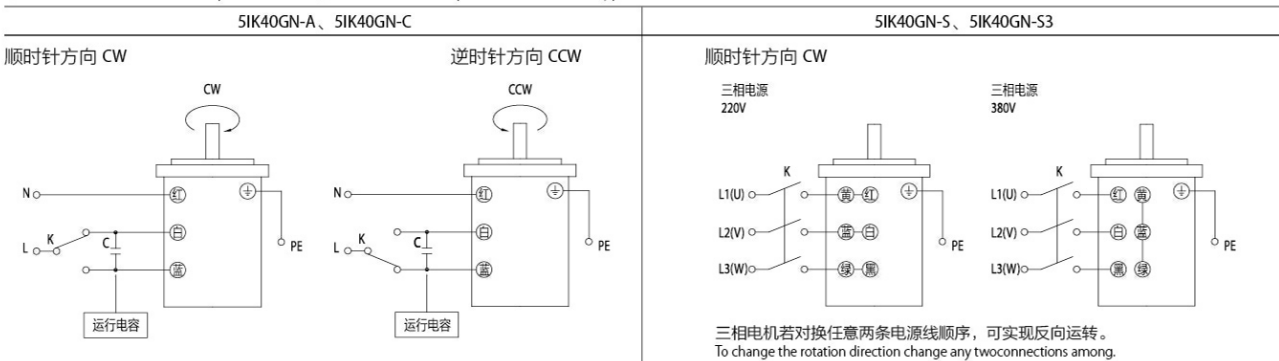 5IK40GN-A、5IK40GN-C
5IK40GN-S、5IK40GN-S3
顺时针方向 CW
逆时针方向 CCW
CW
CCW
N
红
白
蓝
L
K
C
PE
运行电容
N
红
白
蓝
L
K
C
PE
运行电容
顺时针方向 CW
三相电源
220V
K
L1(U)
黄 红
L2(V)
蓝 白
L3(W)
绿 黑
PE
三相电源
380V
K
L1(U)
红 黄
L2(V)
白 蓝
L3(W)
黑 绿
PE
三相电机若对换任意两条电源线顺序，可实现反向运转。
To change the rotation direction change any twoconnections among.